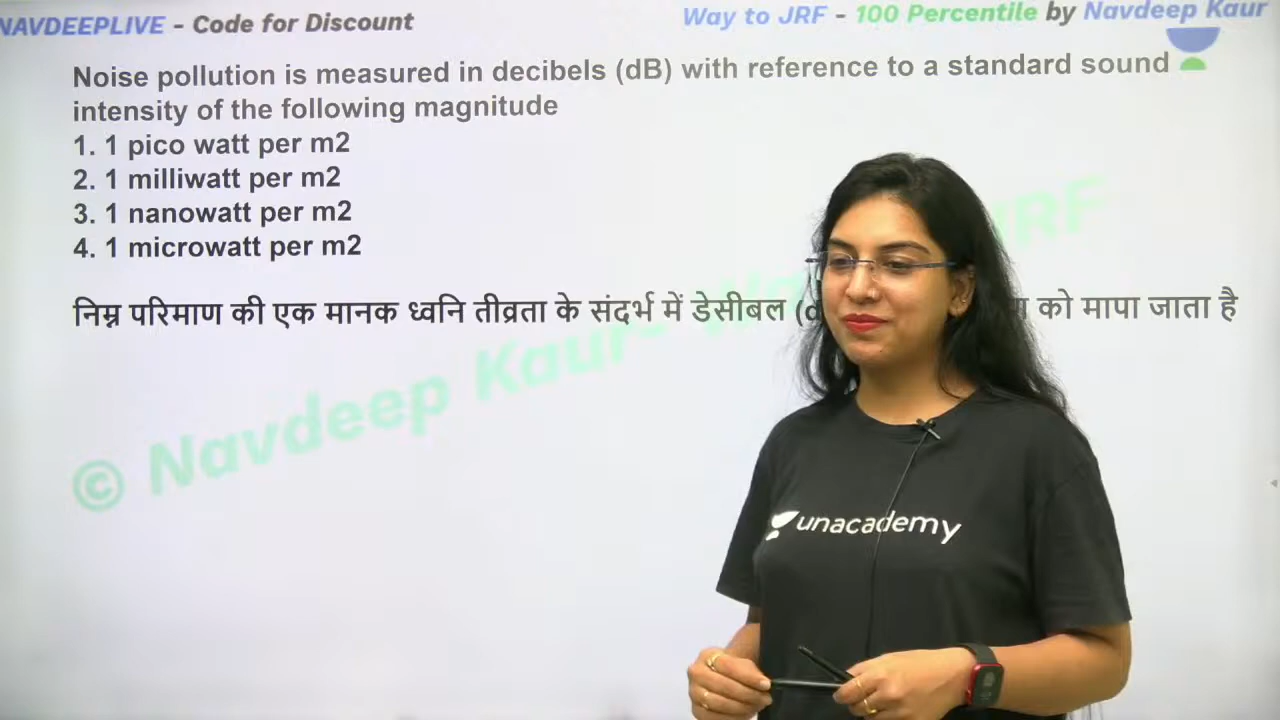 NAVDEEPLIVE - Code for Discount
Way to JRF - 100 Percentile by Navdeep Kaur
Noise pollution is measured in decibels (dB) with reference to a standard sound
intensity of the following magnitude
1. 1 pico watt per m2
2. 1 milliwatt per m2
3. 1 nanowatt per m2
4. 1 microwatt per m2
निम्न परिमाण की एक मानक ध्वनि तीव्रता के संदर्भ में डेसीबल को मापा जाता है
© Navdeep Kaur- JRF
unacademy